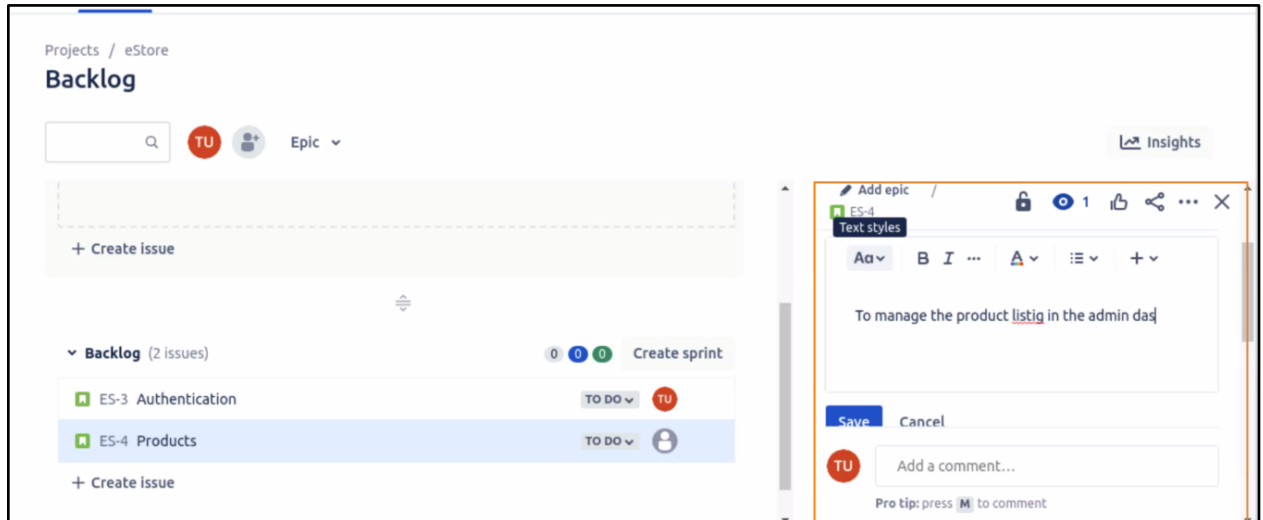 Projects / eStore
Backlog
TU Epic Insights
+ Create issue
Backlog (2 issues) 0 0 0 Create sprint
ES-3 Authentication TO DO TU
ES-4 Products TO DO
+ Create issue
Add epic /
ES-4 1
Text styles
Aa B I ... A +
To manage the product listig in the admin das
Save Cancel
TU Add a comment...
Pro tip: press M to comment